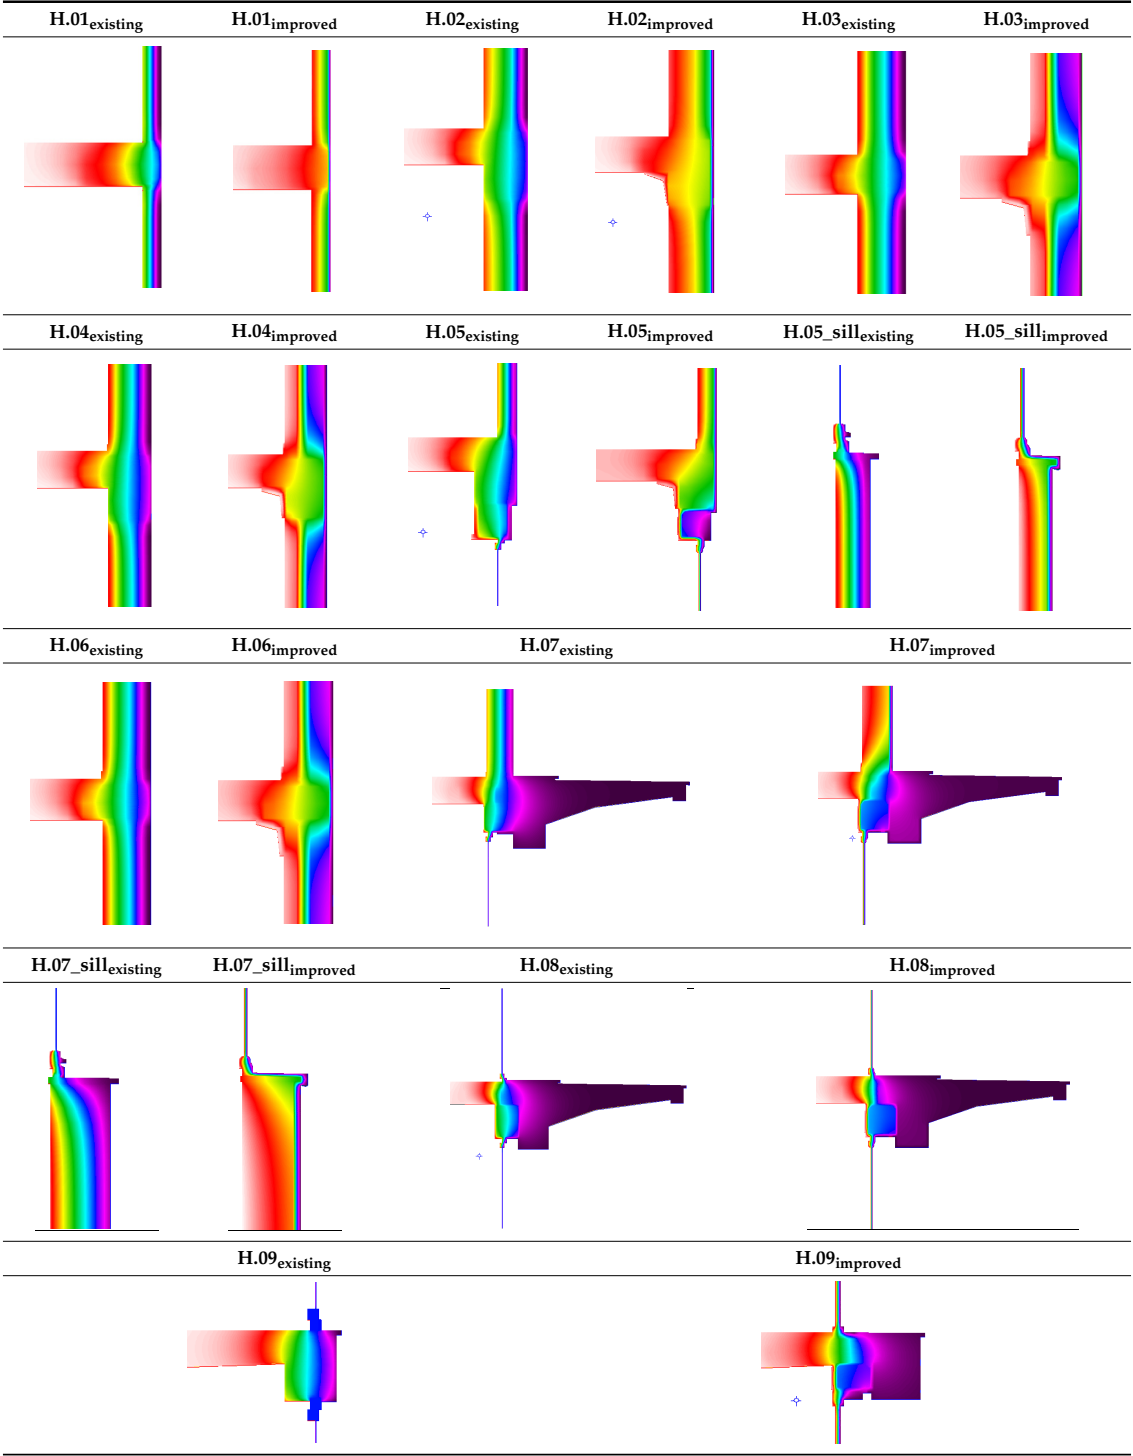 H.01existing H.01improved H.02existing H.02improved H.03existing H.03improved
H.04existing H.04improved H.05existing H.05improved H.05_sillexisting H.05_sillimproved
H.06existing H.06improved H.07existing H.07improved
H.07_sillexisting H.07_sillimproved H.08existing H.08improved
H.09existing H.09improved